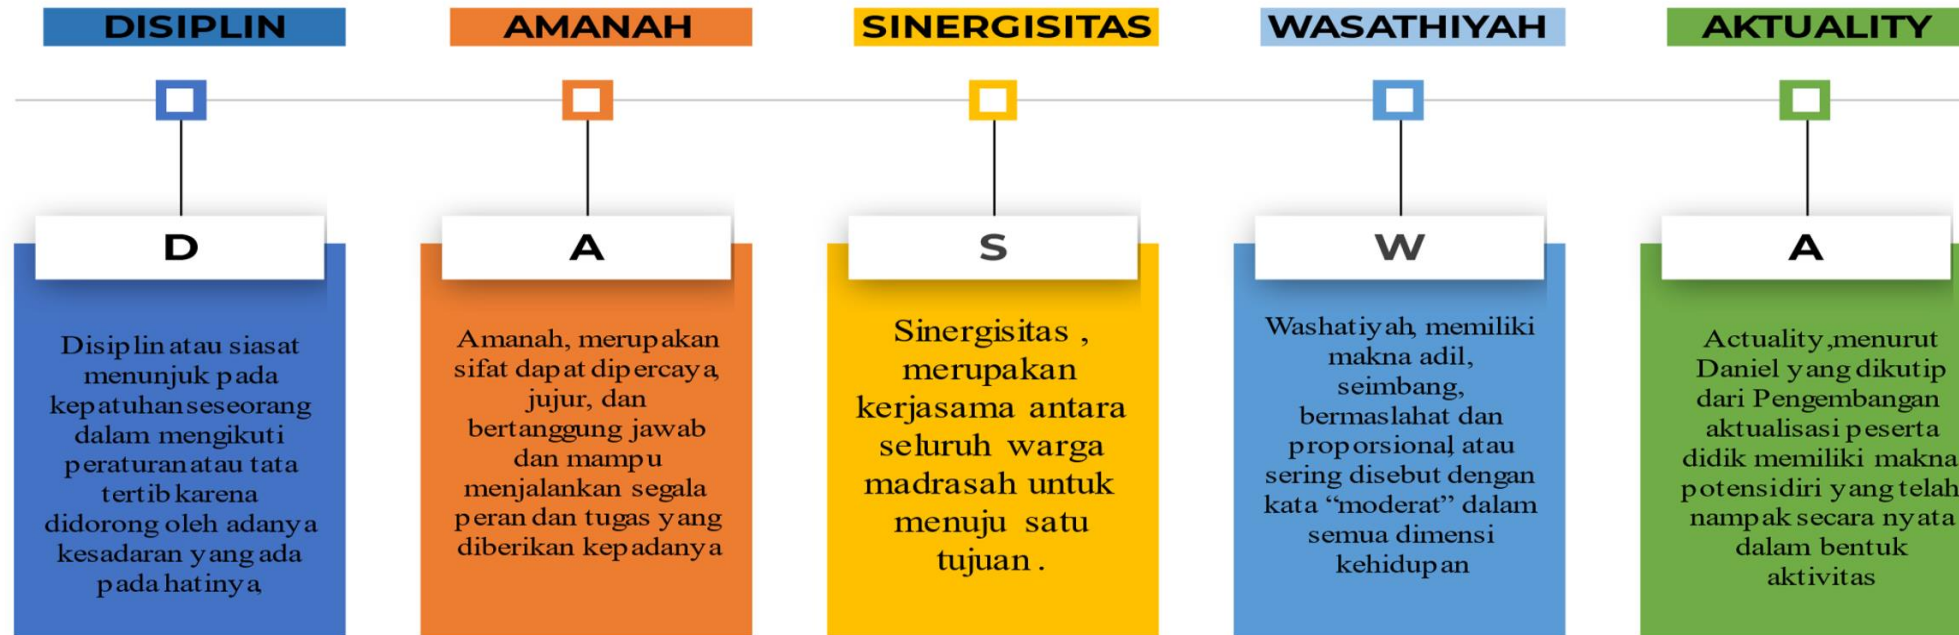 DISIPLIN
AMANAH
SINERGISITAS
WASATHIYAH
AKTUALITY
D
Disiplin atau siasat
menunjuk pada
kepatuhan seseorang
dalam mengikuti
peraturan atau tata
tertib karena
didorong oleh adanya
kesadaran yang ada
pada hatinya,
A
Amanah, merupakan
sifat dapat dipercaya,
jujur, dan
bertanggung jawab
dan mampu
menjalankan segala
peran dan tugas yang
diberikan kepadanya
S
Sinergisitas ,
merupakan
kerjasama antara
seluruh warga
madrasah untuk
menuju satu
tujuan .
W
Washatiyah, memiliki
makna adil,
seimbang,
bermaslahat dan
proporsional, atau
sering disebut dengan
kata “moderat” dalam
semua dimensi
kehidupan
A
Actuality,menurut
Daniel yang dikutip
dari Pengembangan
aktualisasi peserta
didik memiliki makna
potensi diri yang telah
nampak secara nyata
dalam bentuk
aktivitas